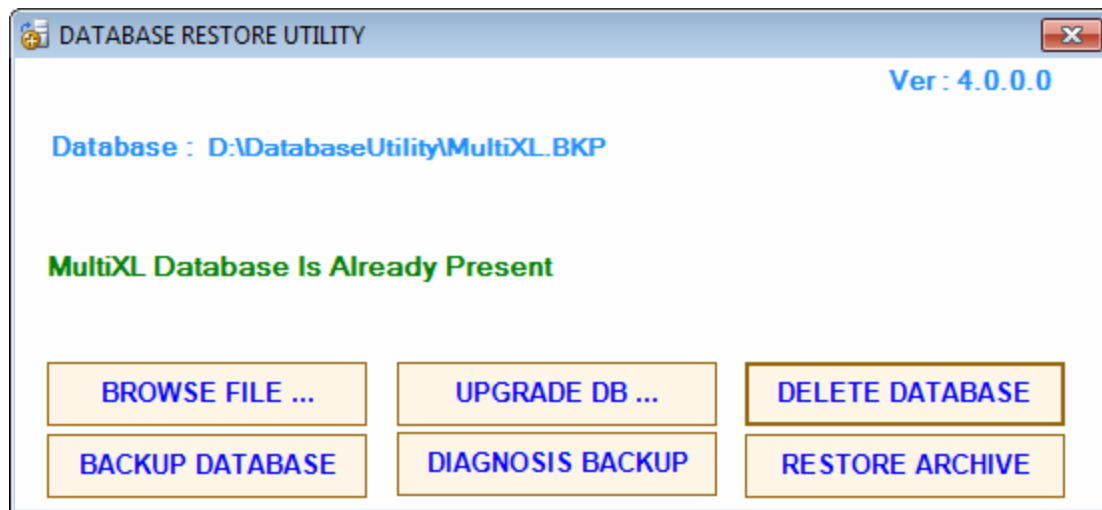 DATABASE RESTORE UTILITY
Ver : 4.0.0.0
Database : D:\DatabaseUtility\MultiXL.BKP
MultiXL Database Is Already Present
BROWSE FILE ... UPGRADE DB ... DELETE DATABASE
BACKUP DATABASE DIAGNOSIS BACKUP RESTORE ARCHIVE